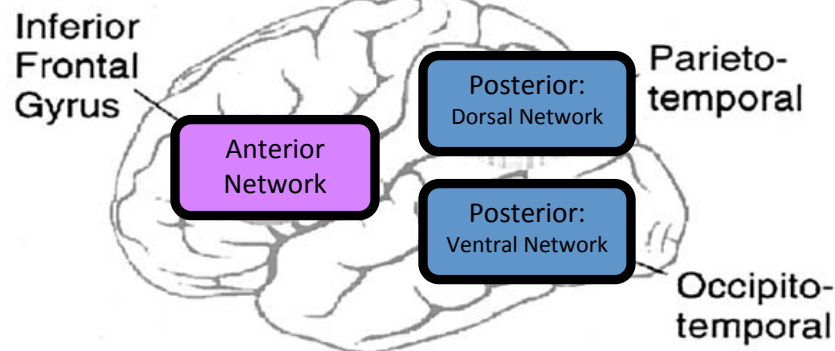 Inferior
Frontal
Gyrus
Anterior
Network
Posterior:
Dorsal Network
Parieto-
temporal
Posterior:
Ventral Network
Occipito-
temporal